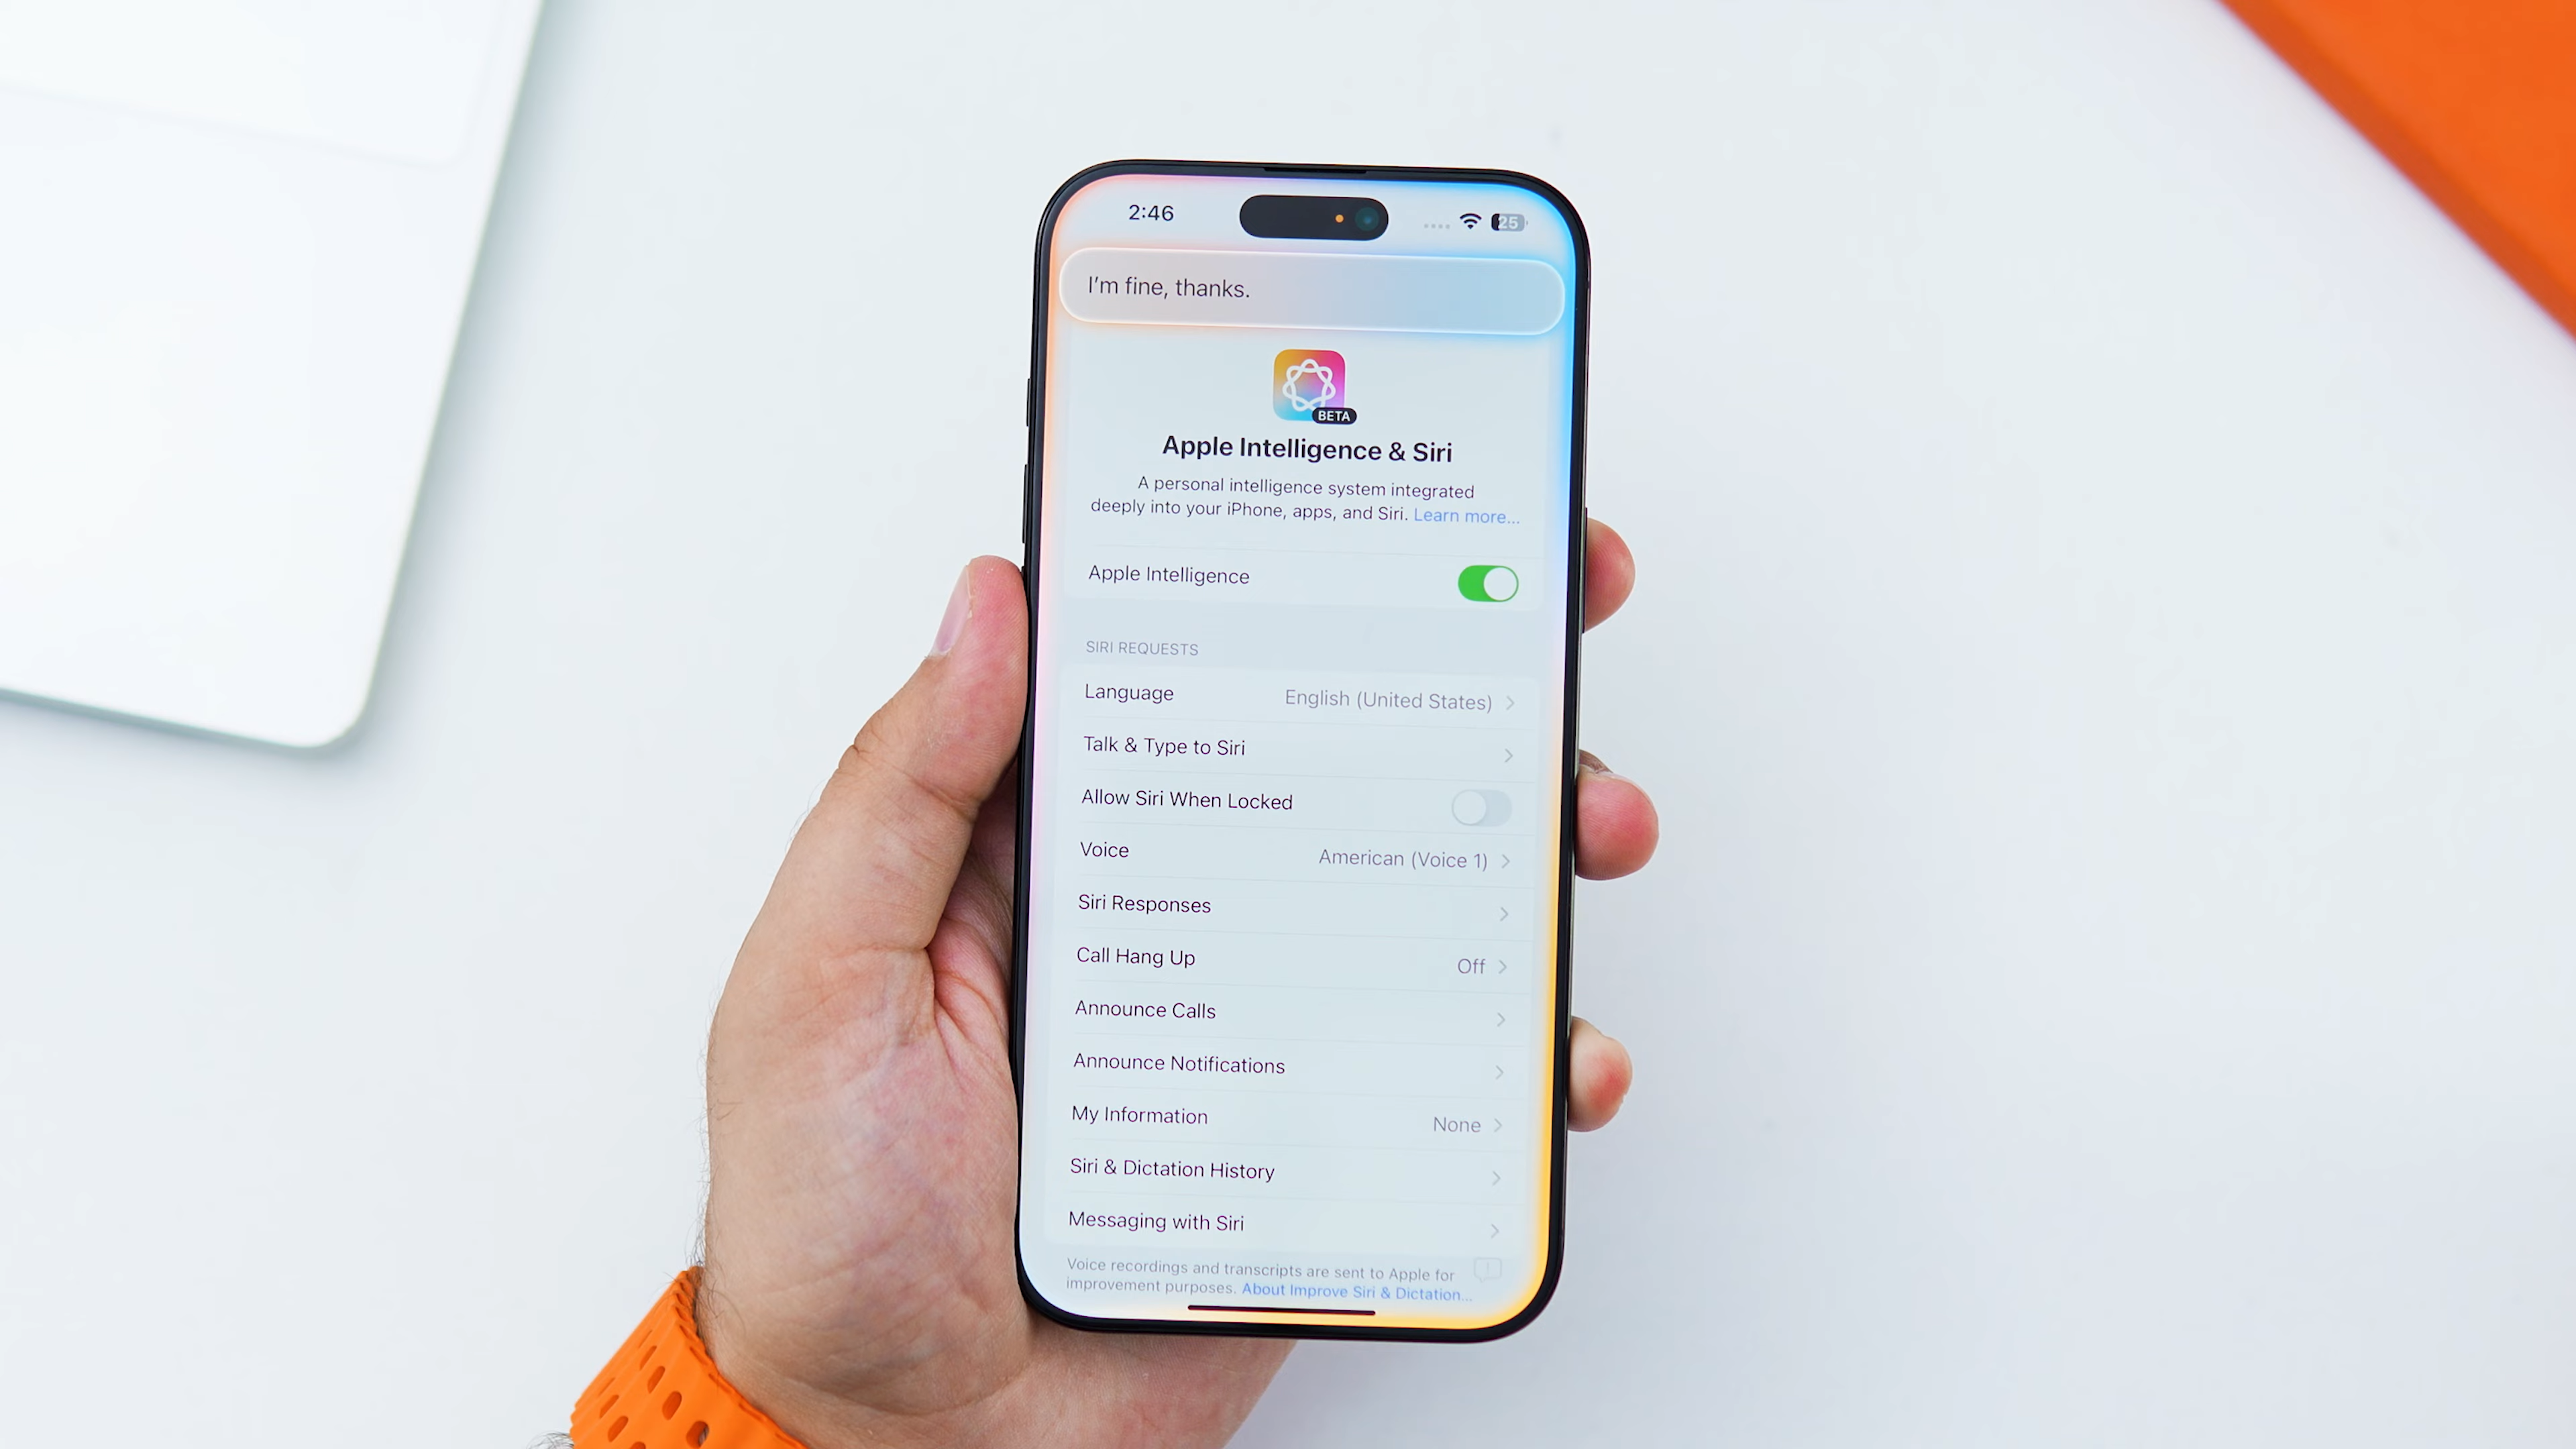 2:46
25
I'm fine, thanks.
BETA
Apple Intelligence & Siri
A personal intelligence system integrated
deeply into your iPhone, apps, and Siri. Learn more...
Apple Intelligence
SIRI REQUESTS
Language English (United States)
Talk & Type to Siri
Allow Siri When Locked
Voice American (Voice 1)
Siri Responses
Call Hang Up Off
Announce Calls
Announce Notifications
My Information None
Siri & Dictation History
Messaging with Siri
Voice recordings and transcripts are sent to Apple for
improvement purposes. About Improve Siri & Dictation...